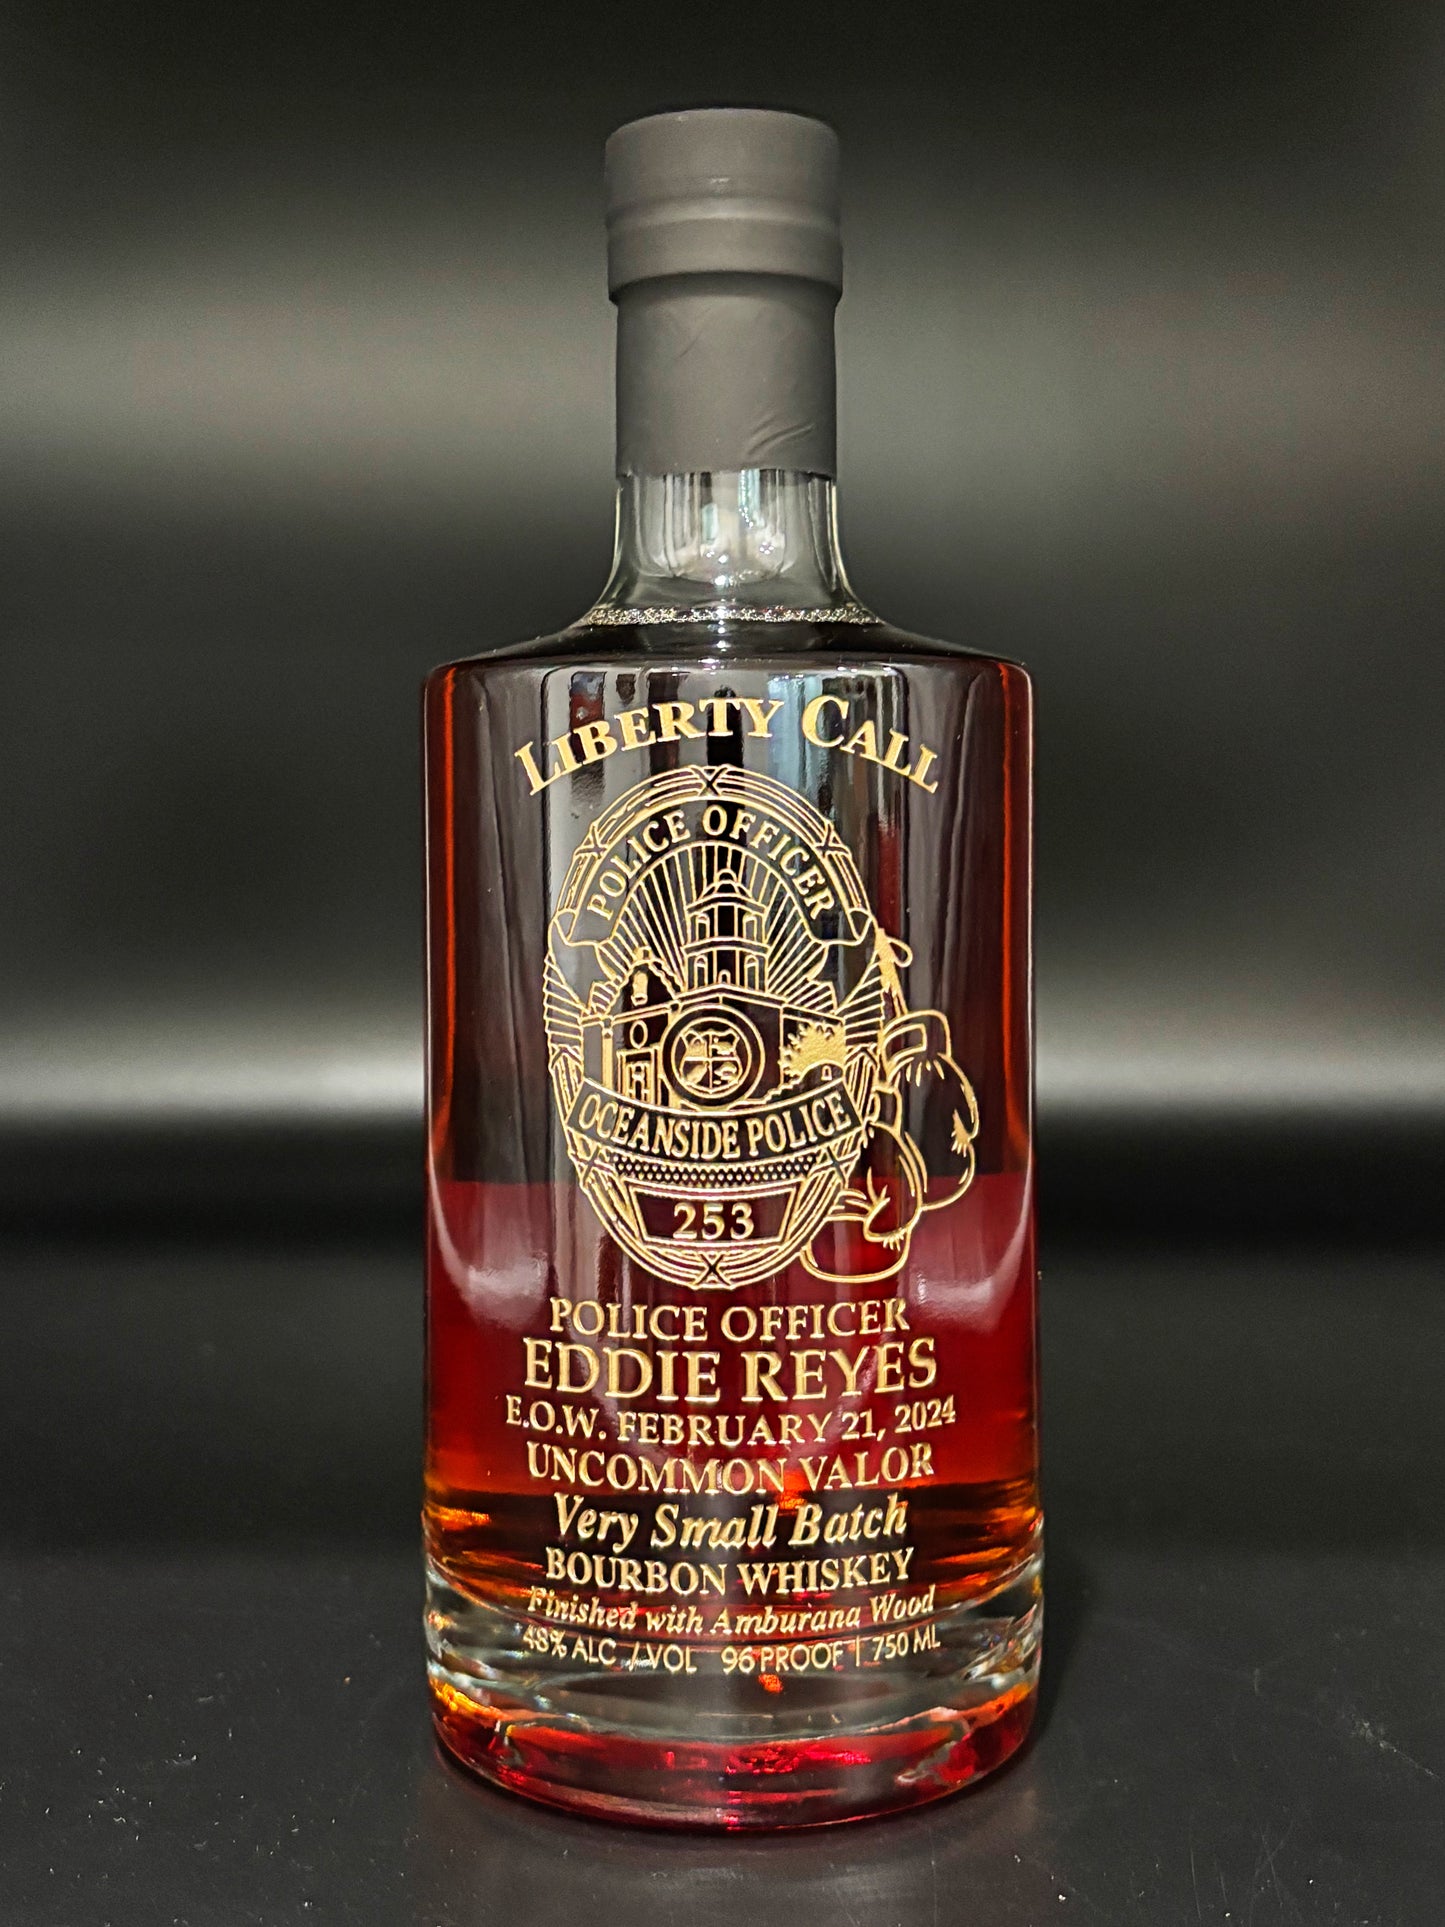 LIBERTY CALL
POLICE OFFICER
OCEANSIDE POLICE
253
POLICE OFFICER
EDDIE REYES
E.O.W. FEBRUARY 21, 2024
UNCOMMON VALOR
Very Small Batch
BOURBON WHISKEY
Finished with Amburana Wood
48% ALC / VOL 96 PROOF | 750 ML